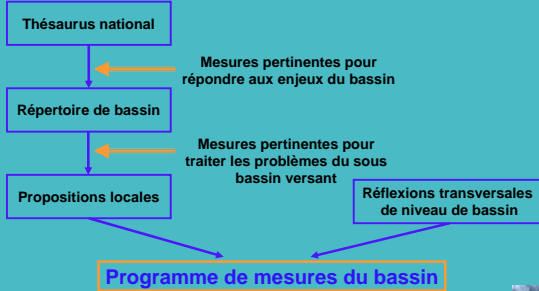 Thésaurus national
Mesures pertinentes pour
répondre aux enjeux du bassin
Répertoire de bassin
Mesures pertinentes pour
traiter les problèmes du sous
bassin versant
Propositions locales
Réflexions transversales
de niveau de bassin
Programme de mesures du bassin